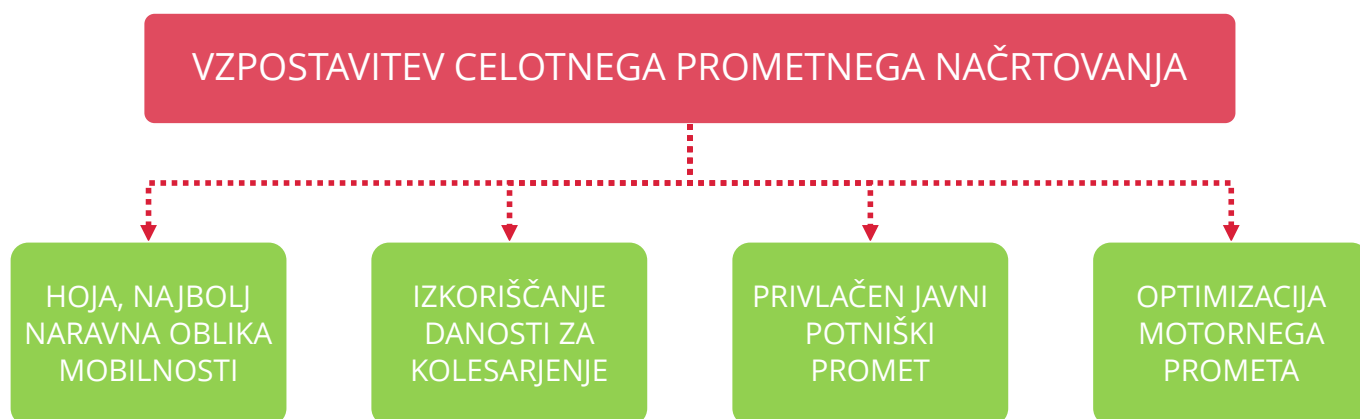 VZPOSTAVITEV CELOTNEGA PROMETNEGA NAČRTOVANJA
HOJA, NAJBOLJ
NARAVNA OBLIKA
MOBILNOSTI
IZKORIŠČANJE
DANOSTI ZA
KOLESARJENJE
PRIVLAČEN JAVNI
POTNIŠKI
PROMET
OPTIMIZACIJA
MOTORNEGA
PROMETA